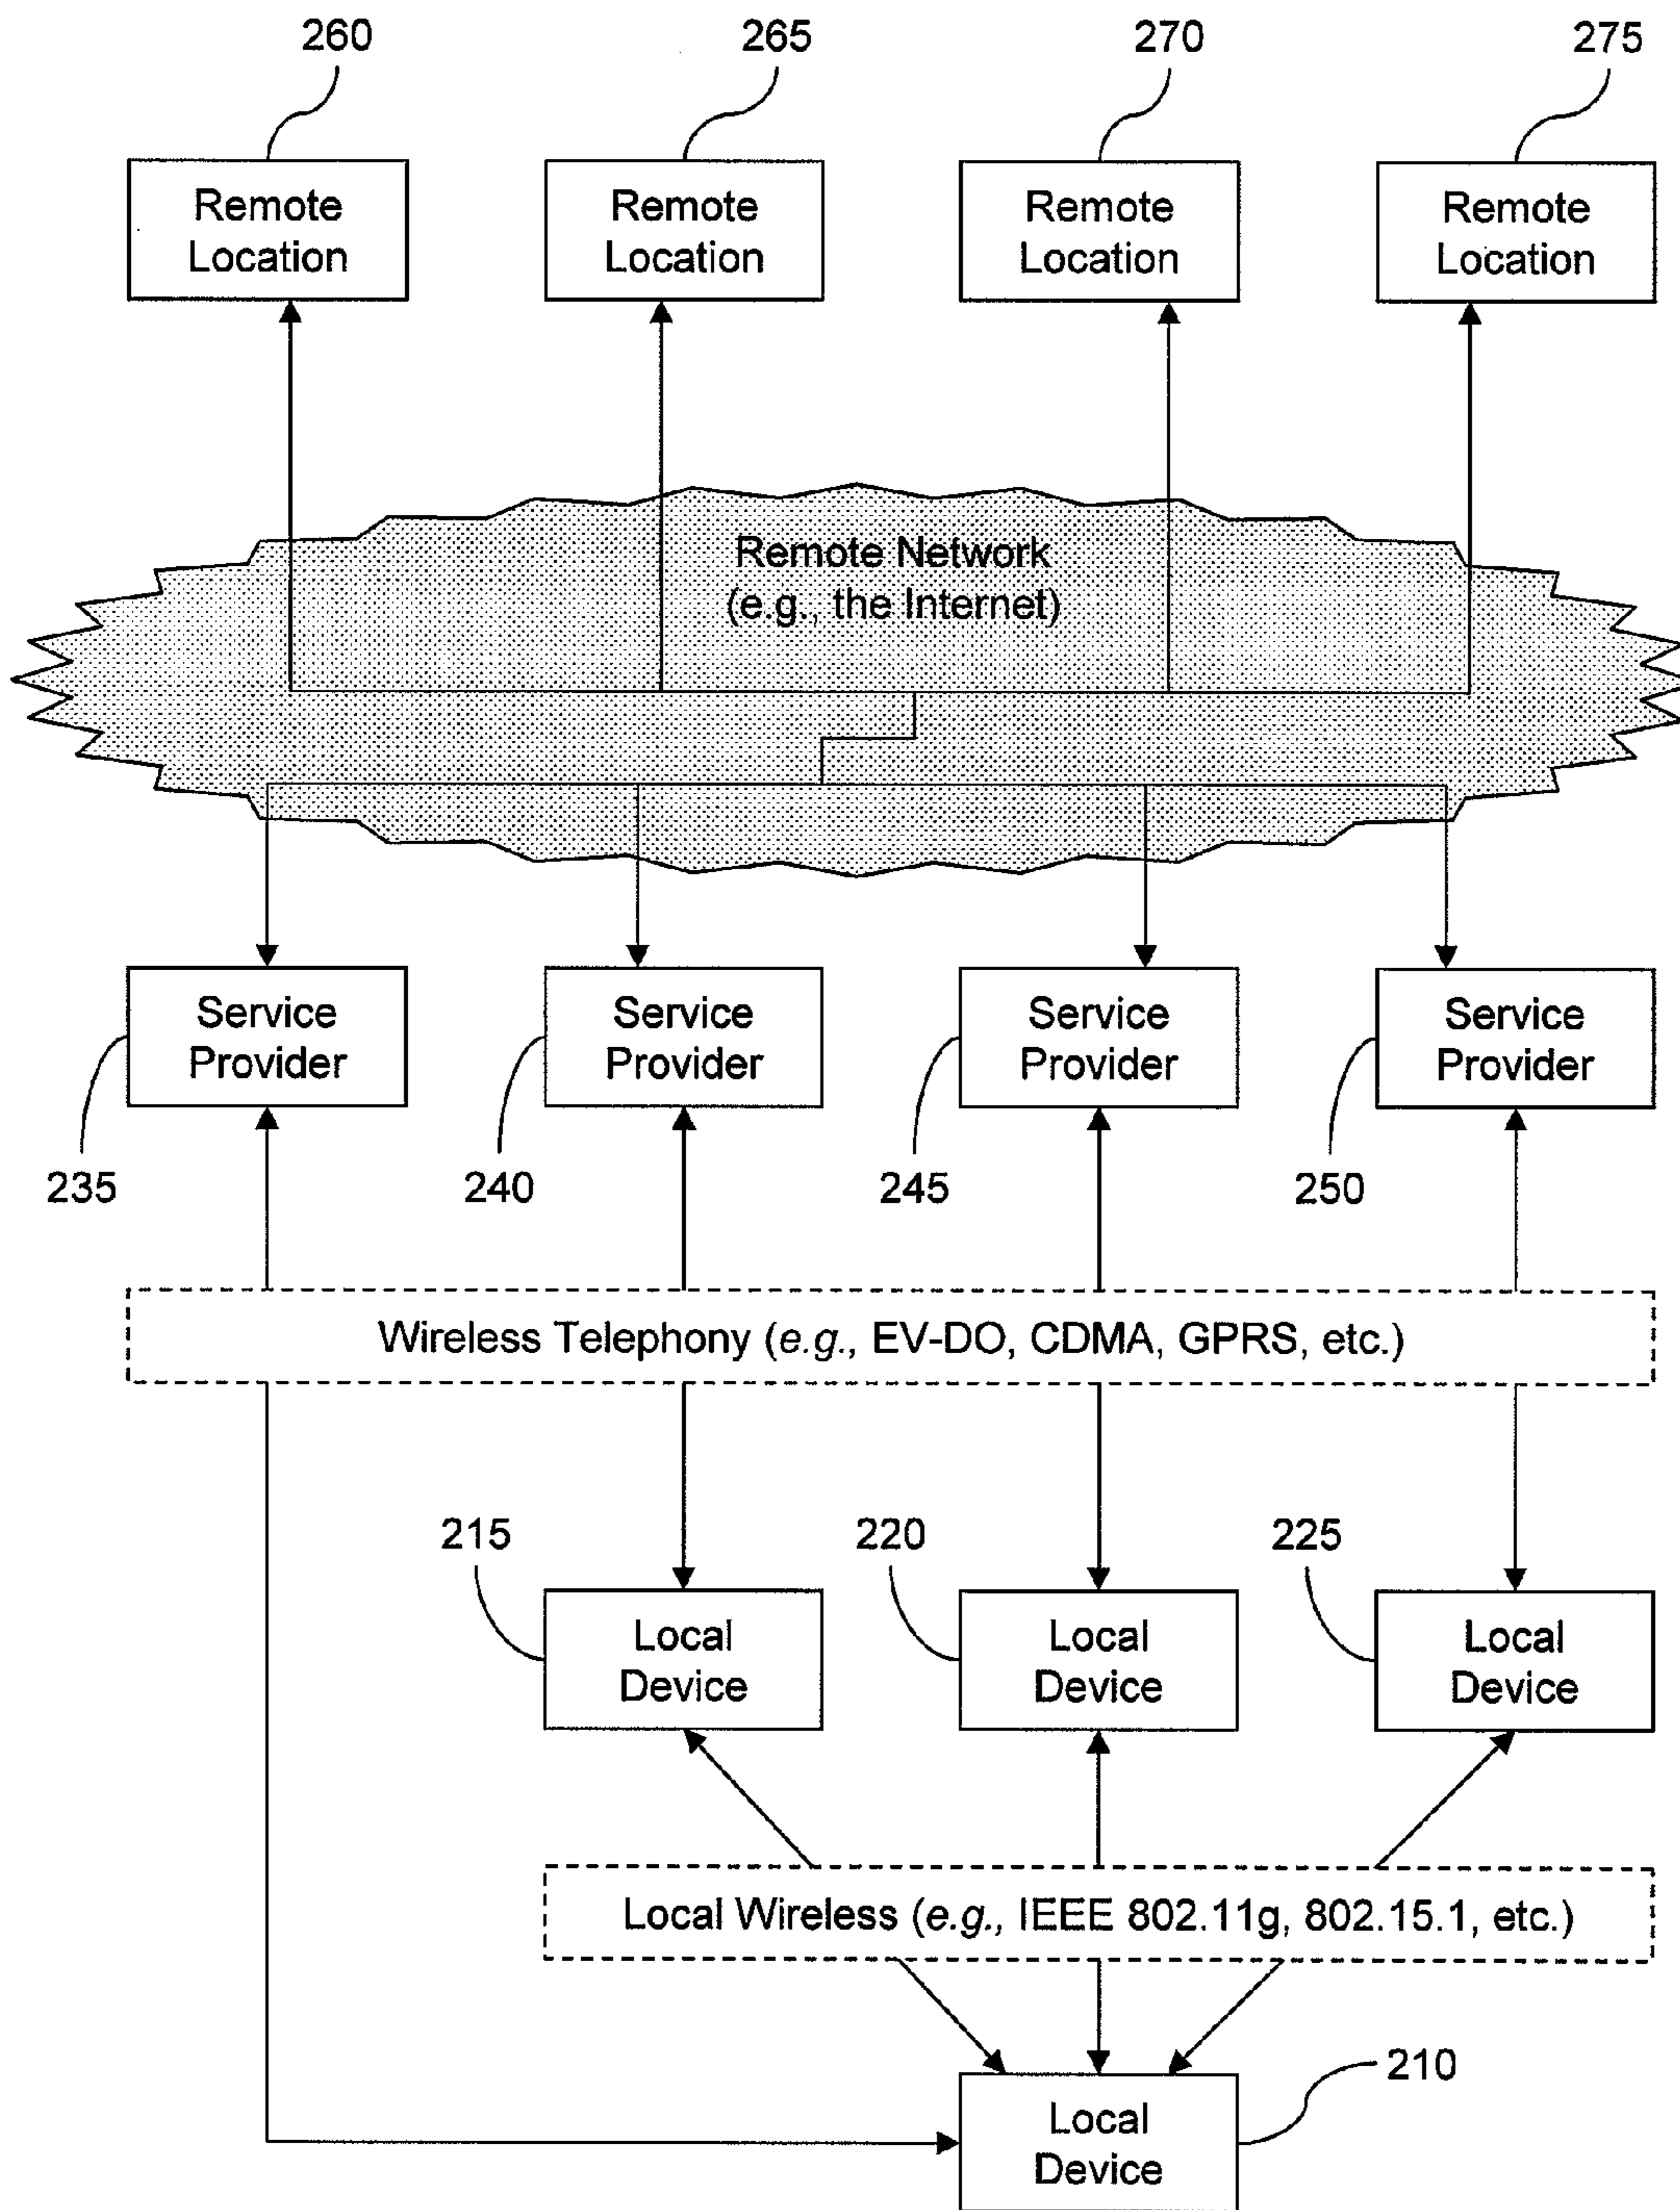 260
265
270
275
Remote
Location
Remote
Location
Remote
Location
Remote
Location
Remote Network
(e.g., the Internet)
Service
Provider
Service
Provider
Service
Provider
Service
Provider
235
240
245
250
Wireless Telephony (e.g., EV-DO, CDMA, GPRS, etc.)
215
220
225
Local
Device
Local
Device
Local
Device
Local Wireless (e.g., IEEE 802.11g, 802.15.1, etc.)
210
Local
Device